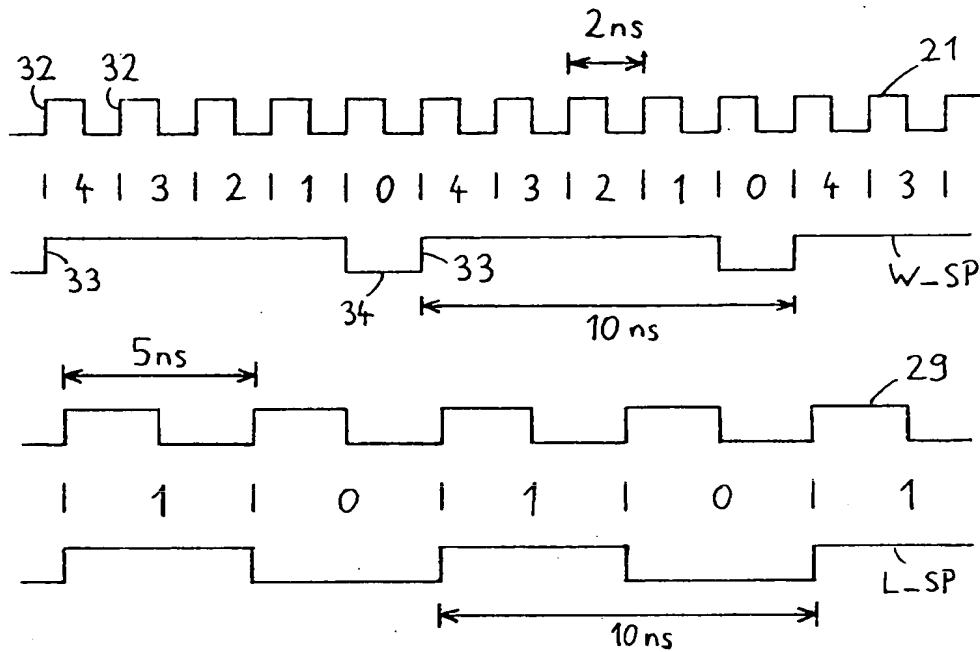 2ns
32 32 21
| 4 | 3 | 2 | 1 | 0 | 4 | 3 | 2 | 1 | 0 | 4 | 3 |
33 34 33 W_SP
10 ns
5ns
29
| 1 | 0 | 1 | 0 | 1
L_SP
10 ns